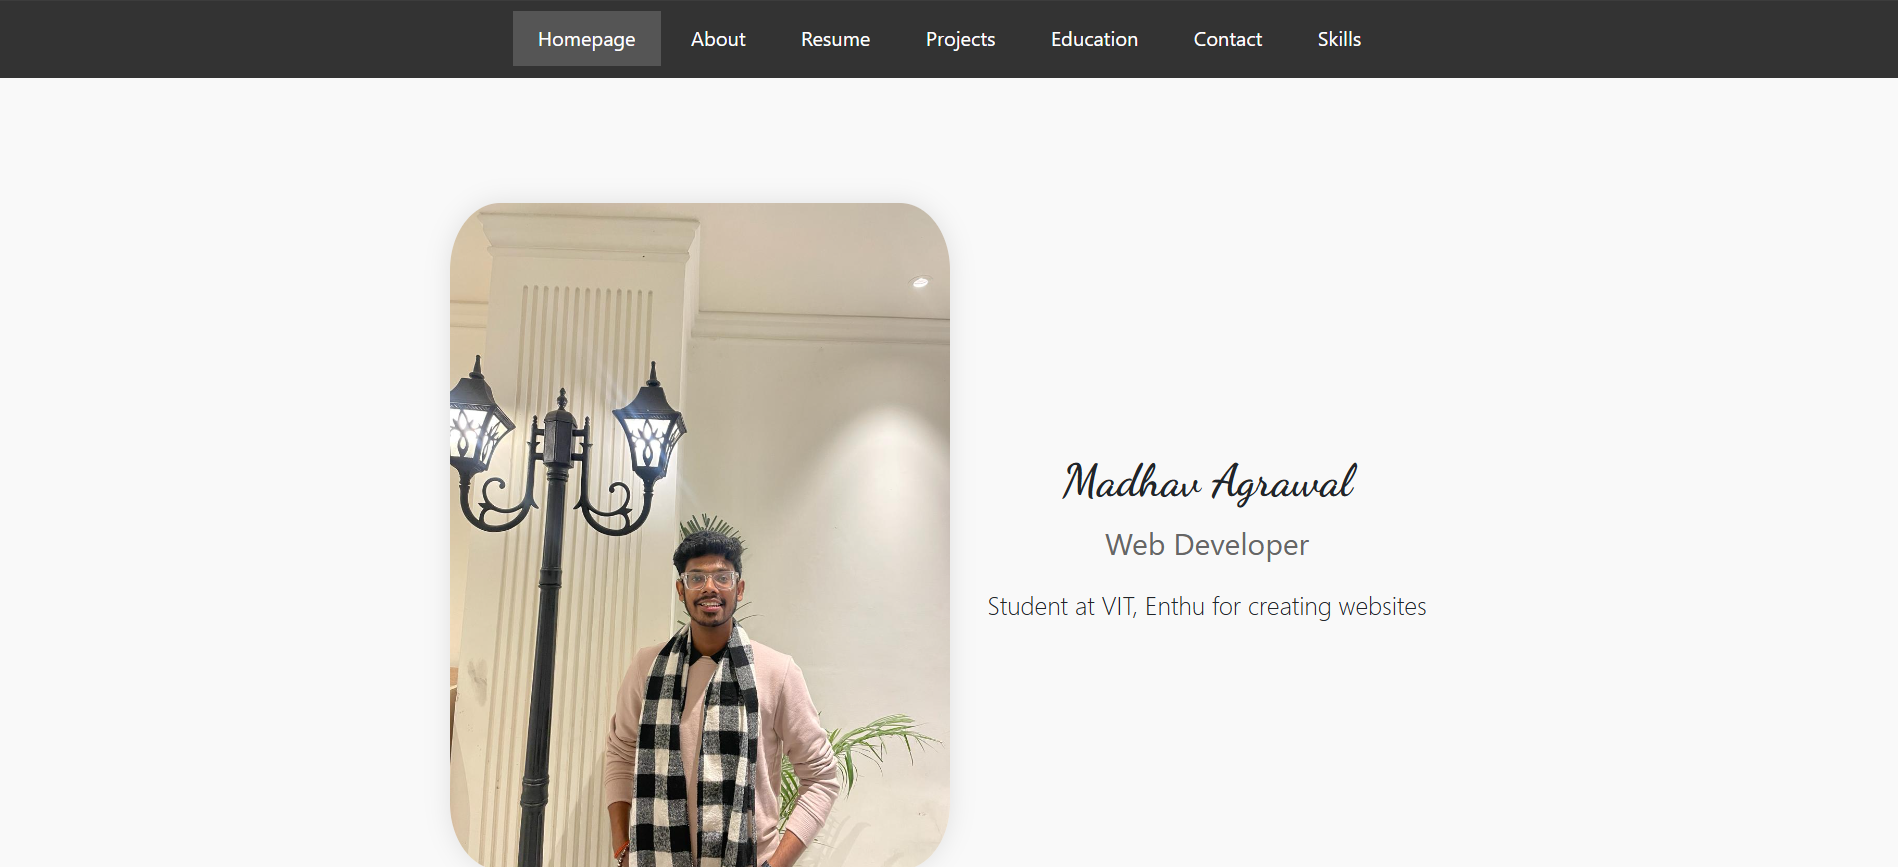 Homepage About Resume Projects Education Contact Skills
Madhav Agrawal
Web Developer
Student at VIT, Enthu for creating websites